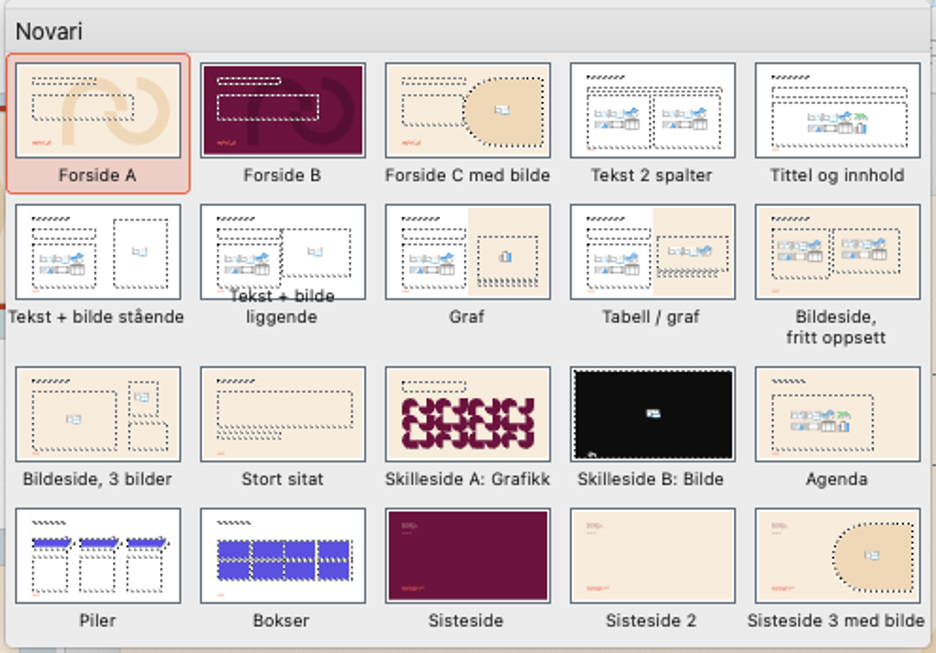 Novari
Forside A
Forside B
Forside C med bilde
Tekst 2 spalter
Tittel og innhold
Tekst + bilde stående
Tekst + bilde
liggende
Graf
Tabell / graf
Bildeside,
fritt oppsett
Bildeside, 3 bilder
Stort sitat
Skilleside A: Grafikk
Skilleside B: Bilde
Agenda
Piler
Bokser
Sisteside
Sisteside 2
Sisteside 3 med bilde